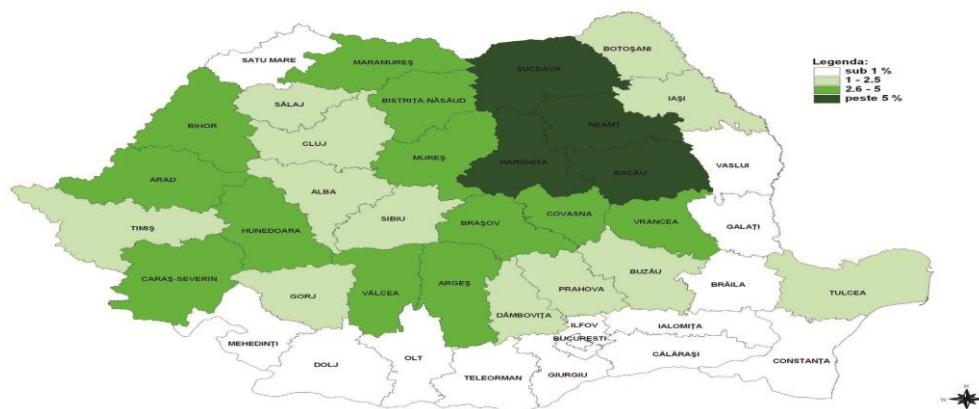 BOTOŞANI
SATU MARE
MARAMUREŞ
SUCEAVA
Legenda:
sub 1 %
1 - 2.5
2.6 - 5
peste 5 %
SĂLAJ
BISTRIŢA-NĂSĂUD
IAŞI
BIHOR
CLUJ
NEAMŢ
MUREŞ
HARGHITA
BACĂU
VASLUI
ARAD
ALBA
TIMIŞ
HUNEDOARA
SIBIU
BRAŞOV
COVASNA
VRANCEA
GALAŢI
CARAŞ-SEVERIN
GORJ
VÂLCEA
ARGEŞ
PRAHOVA
BUZĂU
BRĂILA
TULCEA
DÂMBOVIŢA
MEHEDINŢI
DOLJ
OLT
TELEORMAN
ILFOV
BUCUREŞTI
GIURGIU
IALOMIŢA
CĂLĂRAŞI
CONSTANŢA
N
W